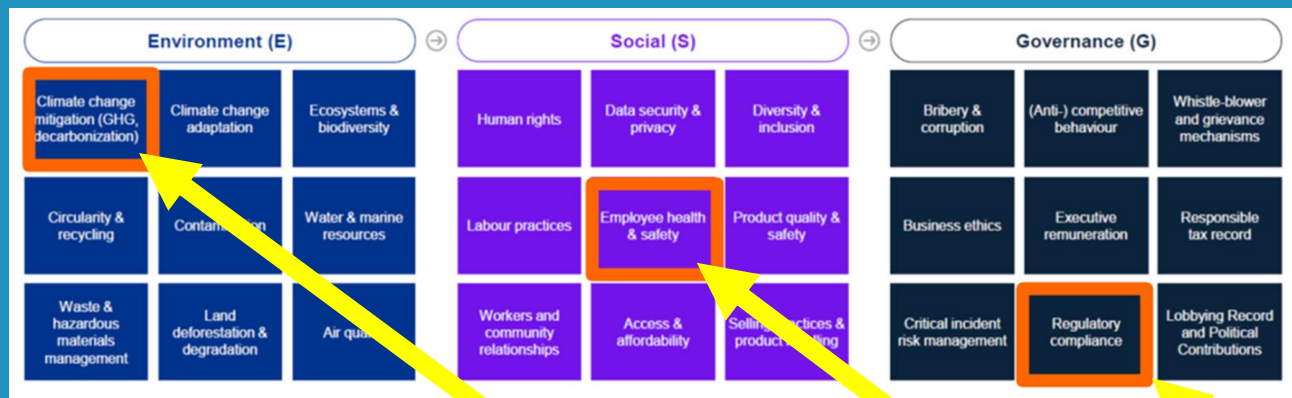 Environment (E)
Social (S)
Governance (G)
Climate change
mitigation (GHG,
decarbonization)
Climate change
adaptation
Ecosystems &
biodiversity
Human rights
Data security &
privacy
Diversity &
inclusion
Bribery &
corruption
(Anti-) competitive
behaviour
Whistle-blower
and grievance
mechanisms
Circularity &
recycling
Water & marine
resources
Labour practices
Employee health
& safety
Product quality &
safety
Business ethics
Executive
remuneration
Responsible
tax record
Waste &
hazardous
materials
management
Land
deforestation &
degradation
Air
Workers and
community
relationships
Access &
affordability
Selling practices &
product
Critical incident
risk management
Regulatory
compliance
Lobbying Record
and Political
Contributions